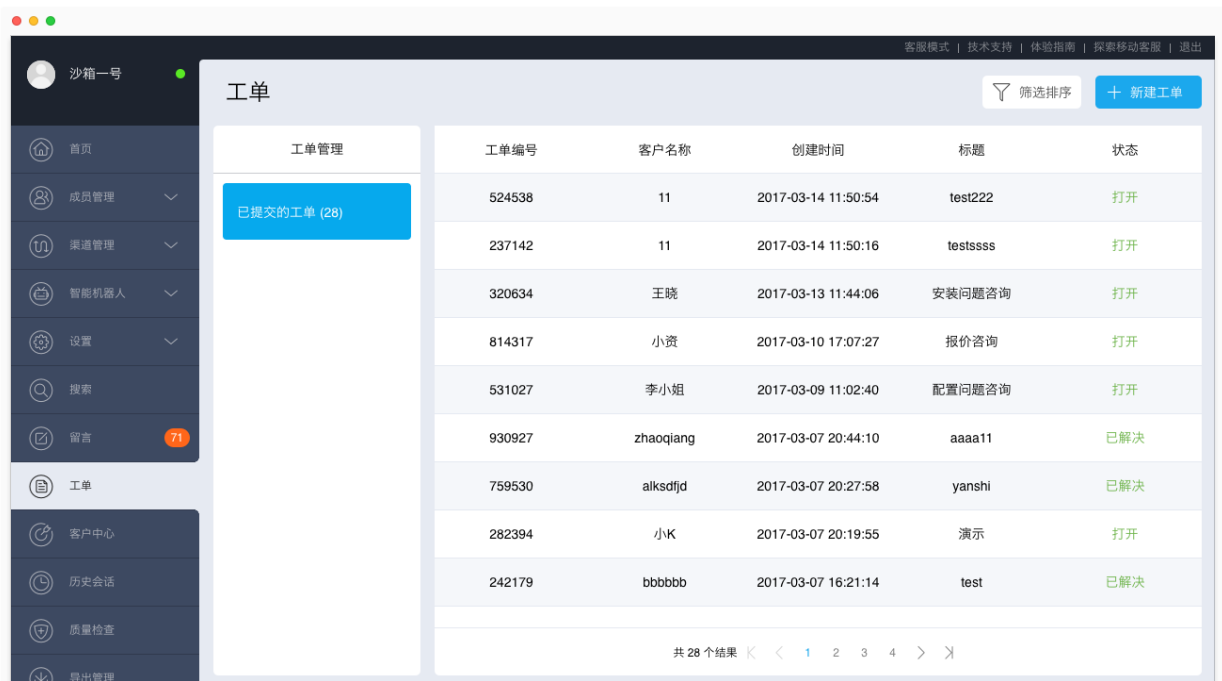 客服模式 | 技术支持 | 体验指南 | 探索移动客服 | 退出
沙箱一号
工单
筛选排序
新建工单
首页
成员管理
渠道管理
智能机器人
设置
搜索
留言 71
工单
客户中心
历史会话
质量检查
导出管理
工单管理
已提交的工单 (28)
工单编号 客户名称 创建时间 标题 状态
524538 11 2017-03-14 11:50:54 test222 打开
237142 11 2017-03-14 11:50:16 testssss 打开
320634 王晓 2017-03-13 11:44:06 安装问题咨询 打开
814317 小资 2017-03-10 17:07:27 报价咨询 打开
531027 李小姐 2017-03-09 11:02:40 配置问题咨询 打开
930927 zhaoqiang 2017-03-07 20:44:10 aaaa11 已解决
759530 alksdfjd 2017-03-07 20:27:58 yanshi 已解决
282394 小K 2017-03-07 20:19:55 演示 打开
242179 bbbbbb 2017-03-07 16:21:14 test 已解决
共 28 个结果 1 2 3 4